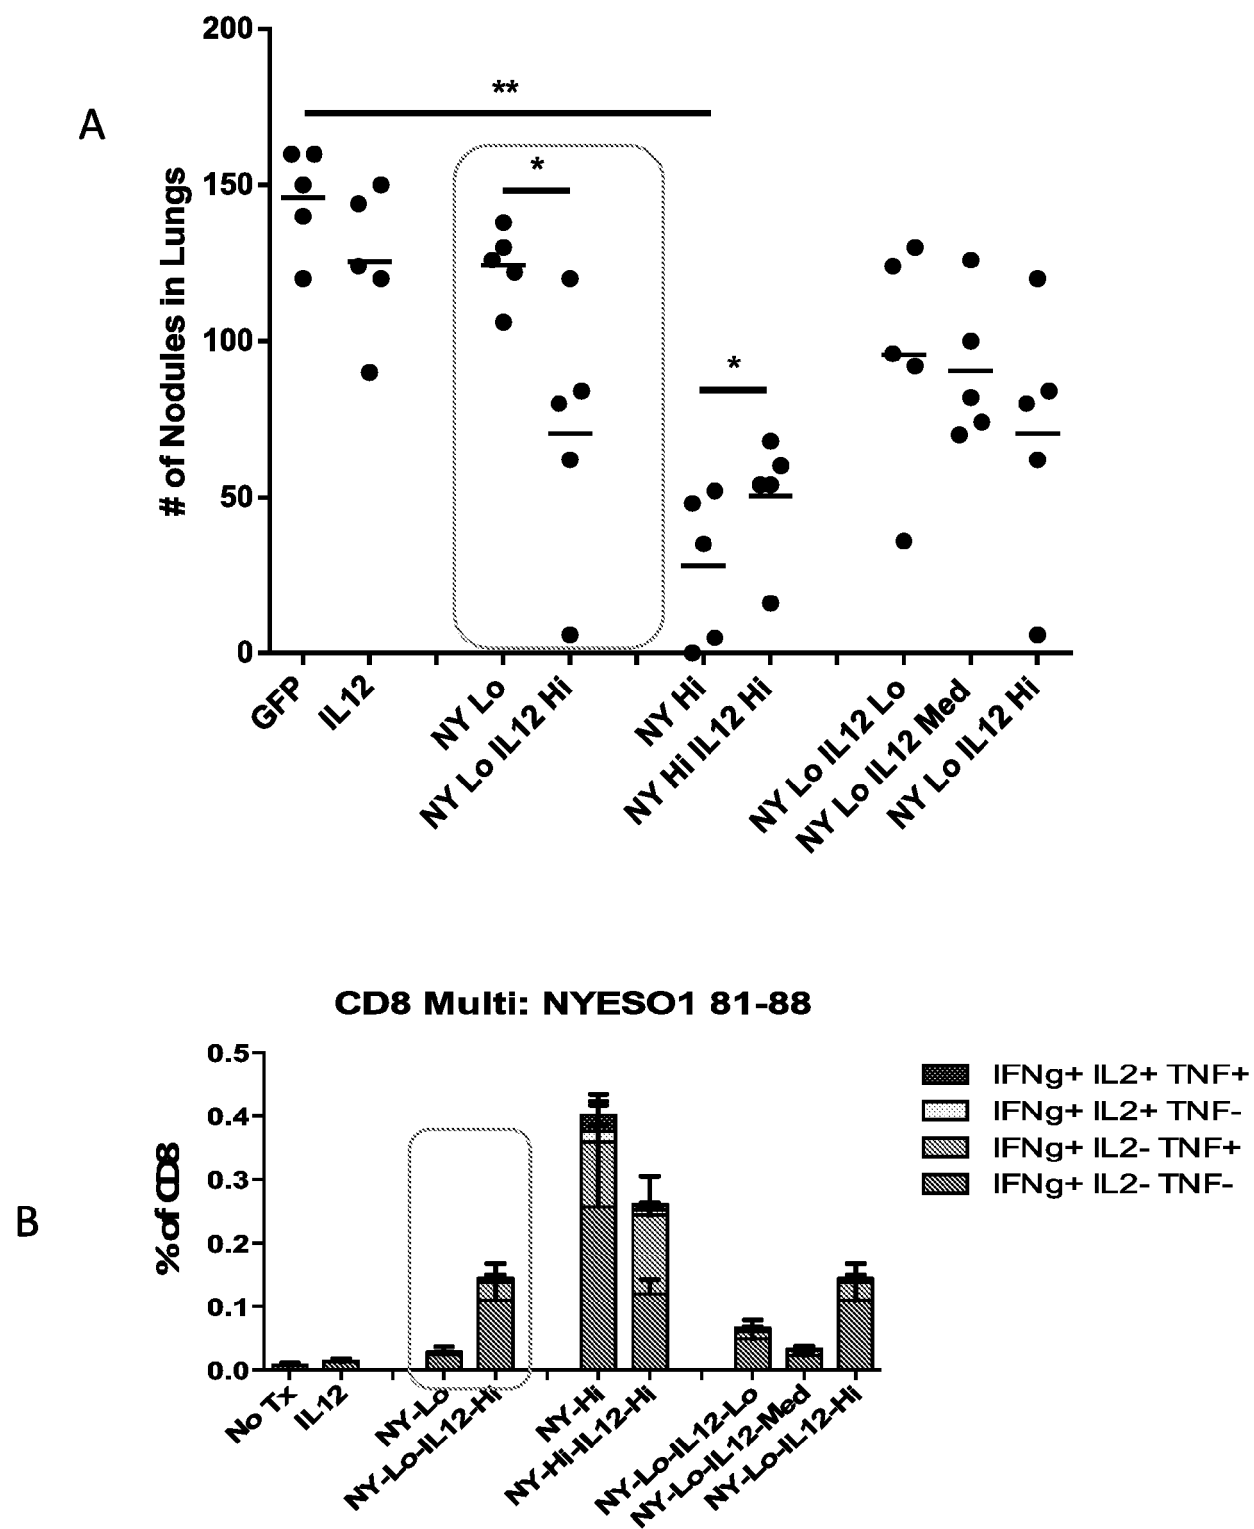 A
# of Nodules in Lungs
200
150
100
50
0
**
*
*
GFP
IL12
NY Lo
NY Lo IL12 Hi
NY Hi
NY Hi IL12 Hi
NY Lo IL12 Lo
NY Lo IL12 Med
NY Lo IL12 Hi
B
CD8 Multi: NYESO1 81-88
% of CD8
0.5
0.4
0.3
0.2
0.1
0.0
No Tx
IL12
NY-Lo
NY-Lo-IL12-Hi
NY-Hi
NY-Hi-IL12-Hi
NY-Lo-IL12-Lo
NY-Lo-IL12-Med
NY-Lo-IL12-Hi
IFNg+ IL2+ TNF+
IFNg+ IL2+ TNF-
IFNg+ IL2- TNF+
IFNg+ IL2- TNF-